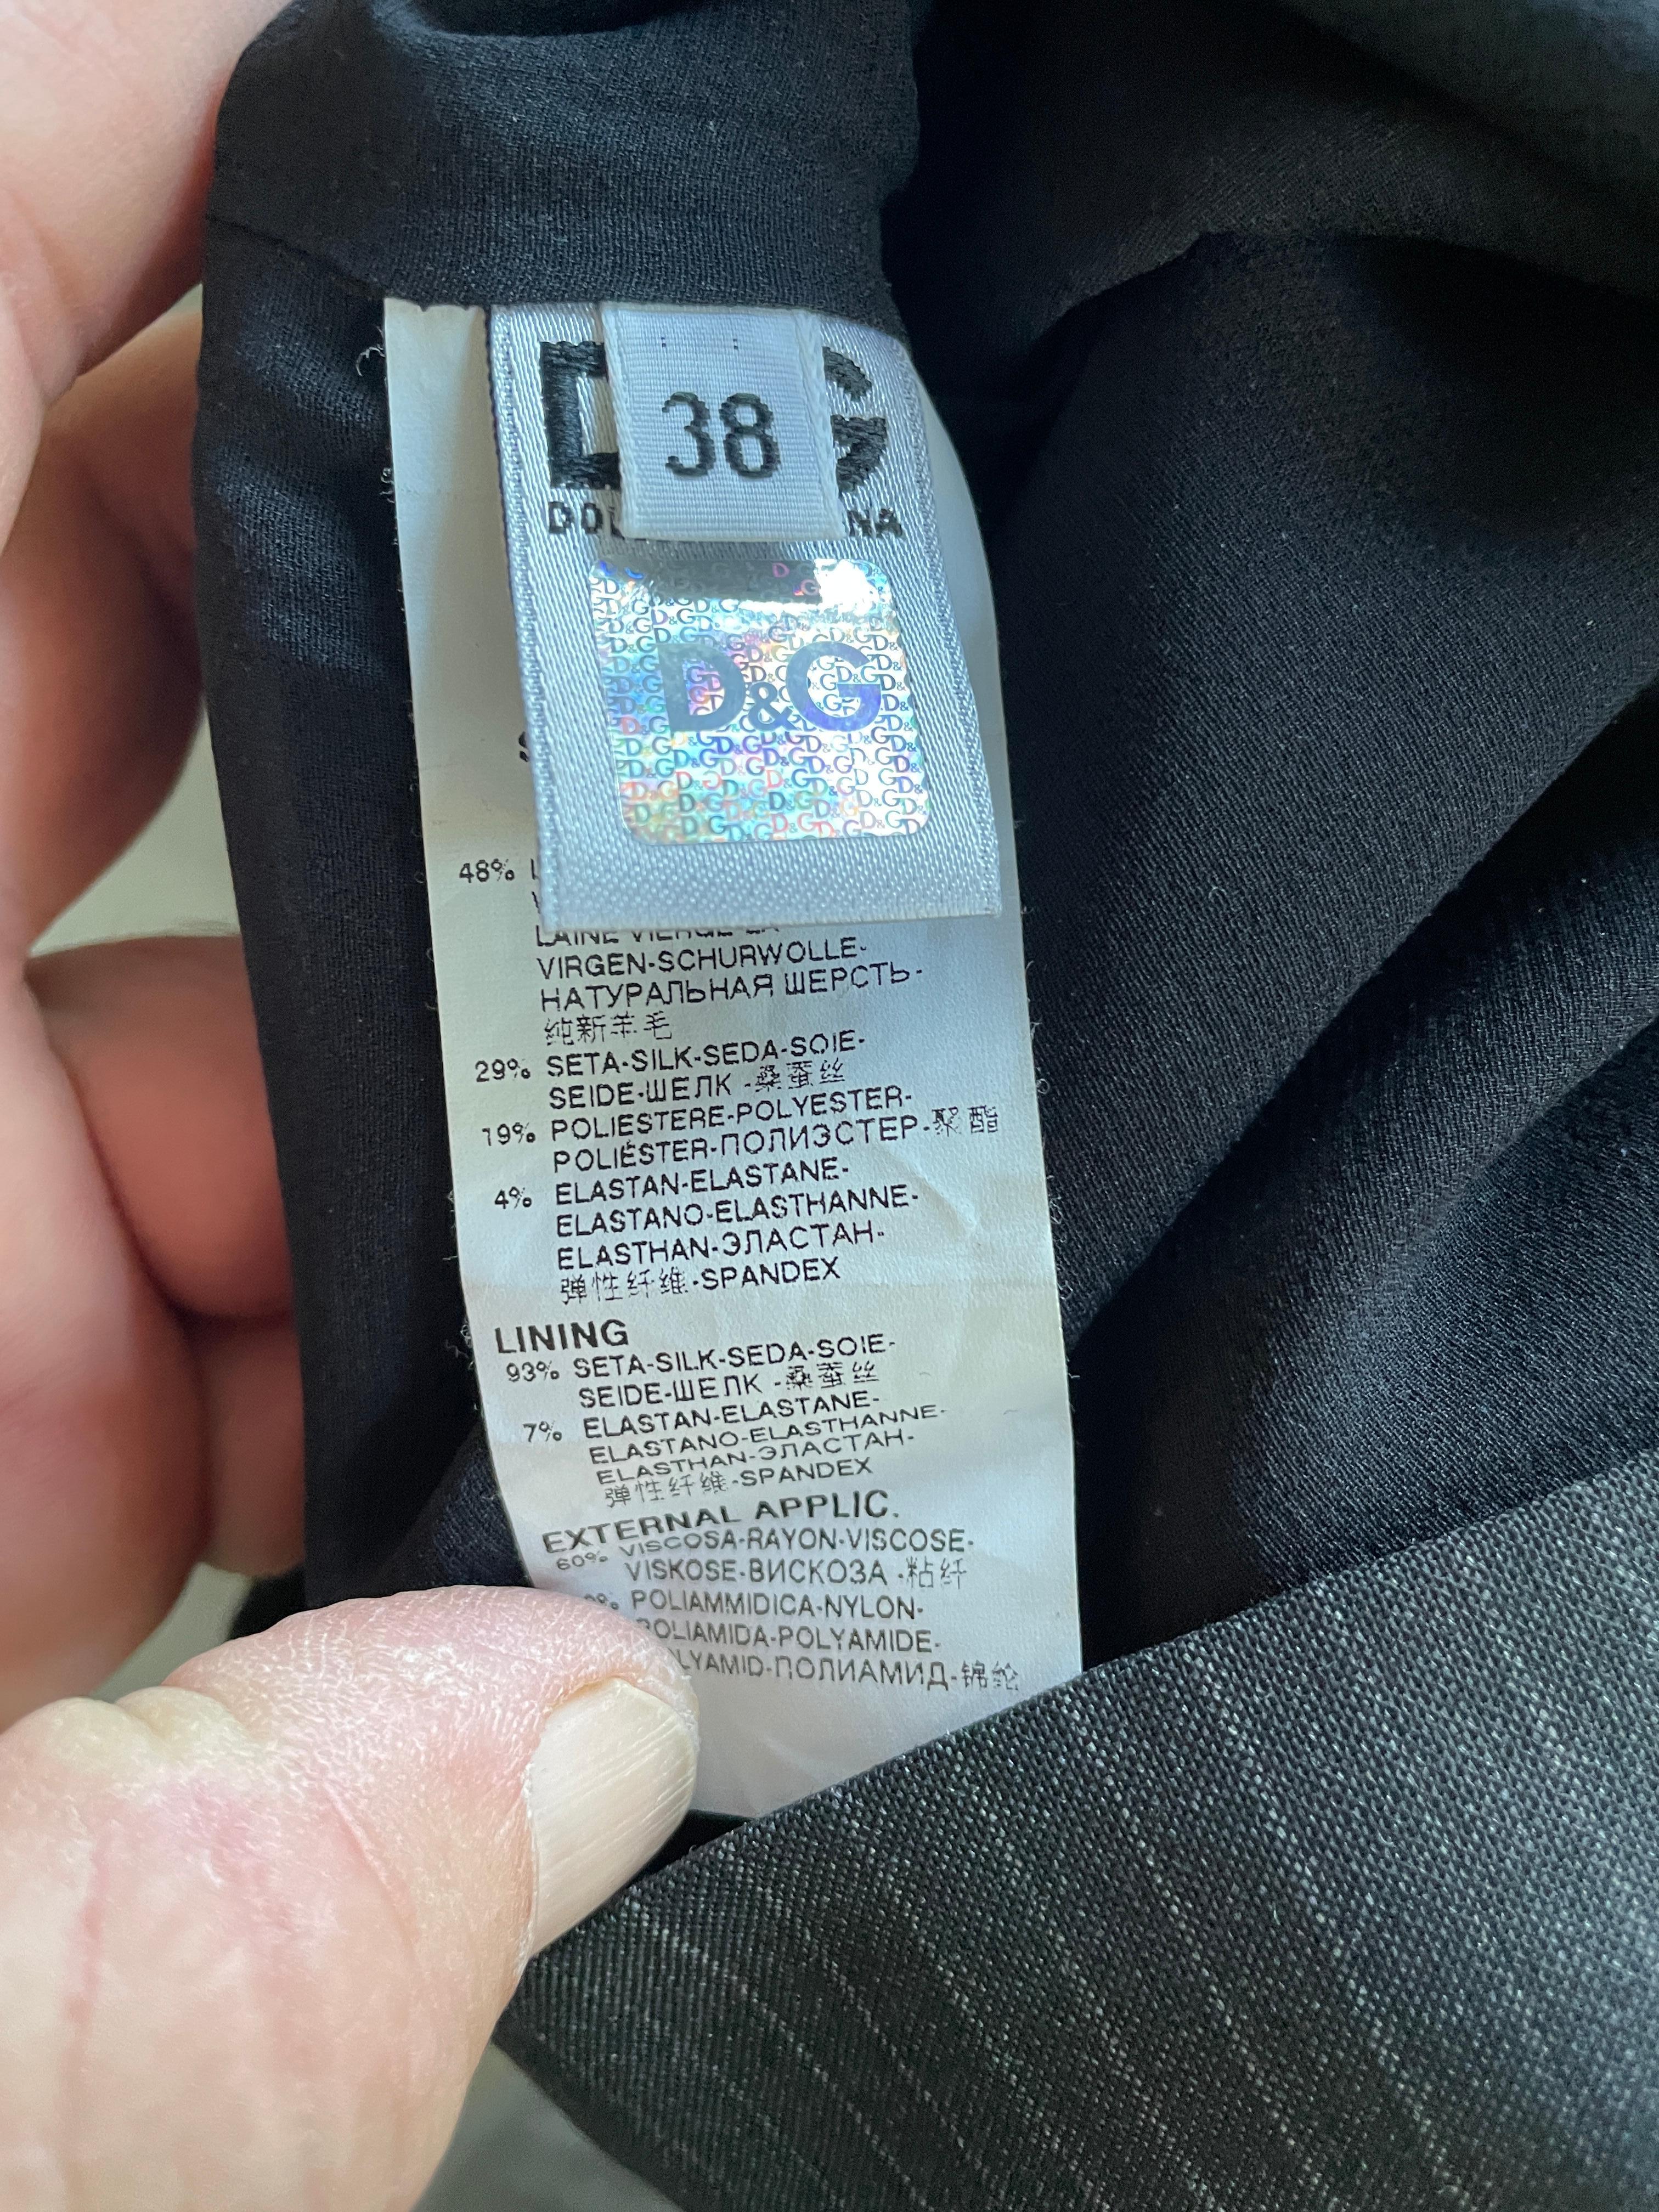 38
D&G
48%
VIRGEN-SCHURWOLLE-
НАТУРАЛЬНАЯ ШЕРСТЬ-
纯新羊毛
29% SETA-SILK-SEDA-SOIE-
SEIDE-ШЕЛК -桑蚕丝
19% POLIESTERE-POLYESTER-
POLIÉSTER-ПОЛИЭСТЕР-聚酯
4% ELASTAN-ELASTANE-
ELASTANO-ELASTHANNE-
ELASTHAN-ЭЛАСТАН-
弹性纤维-SPANDEX
LINING
93% SETA-SILK-SEDA-SOIE-
SEIDE-ШЕЛК -桑蚕丝
7% ELASTAN-ELASTANE-
ELASTANO-ELASTHANNE-
ELASTHAN-ЭЛАСТАН-
弹性纤维-SPANDEX
EXTERNAL APPLIC.
60% VISCOSA-RAYON-VISCOSE-
VISKOSE-ВИСКОЗА -粘纤
POLIAMMIDICA-NYLON-
POLIAMIDA-POLYAMIDE-
LYAMID-ПОЛИАМИД-锦纶